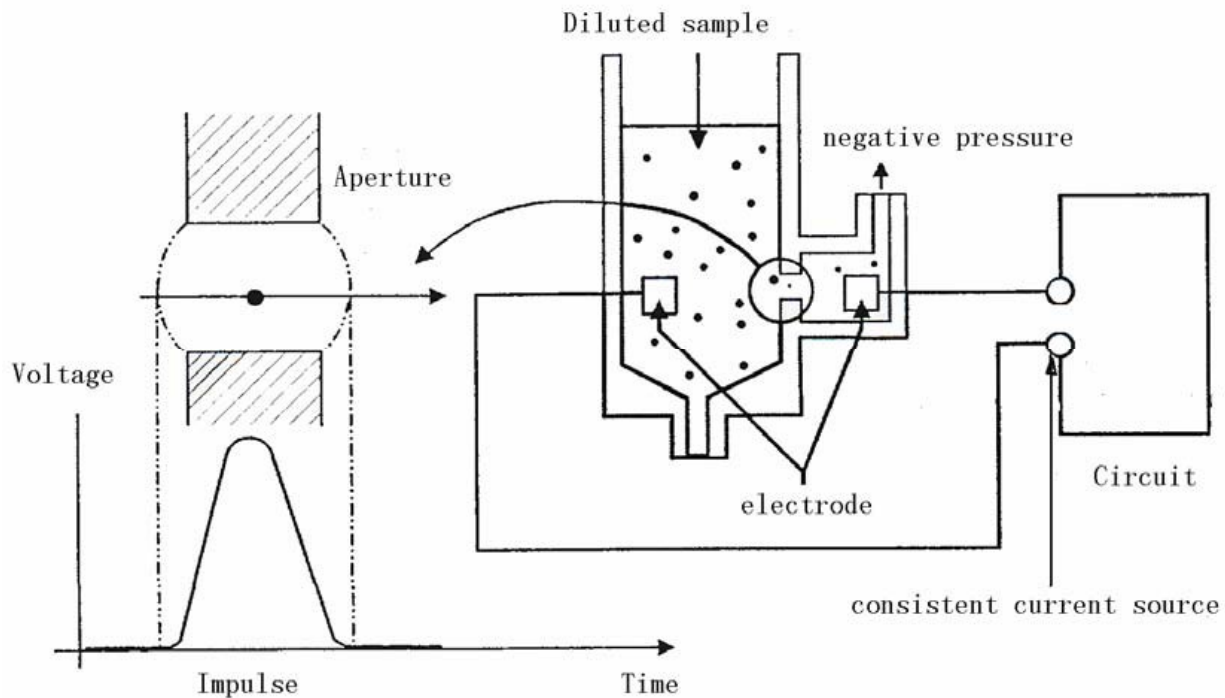 Diluted sample
negative pressure
Aperture
Voltage
Circuit
electrode
consistent current source
Impulse
Time